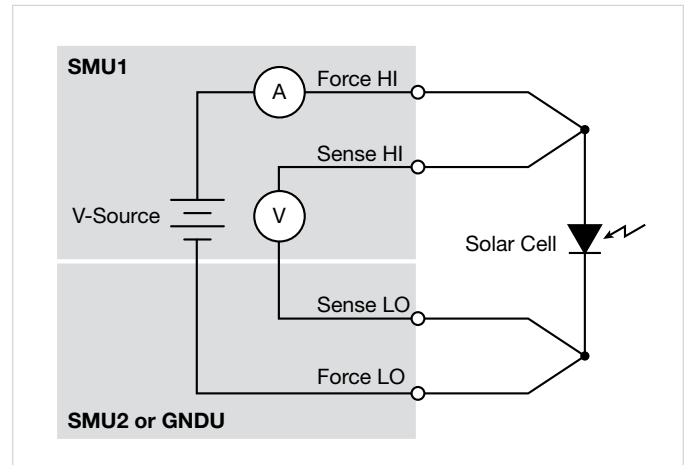 SMU1
Force HI
A
Sense HI
V-Source
V
Solar Cell
Sense LO
Force LO
SMU2 or GNDU